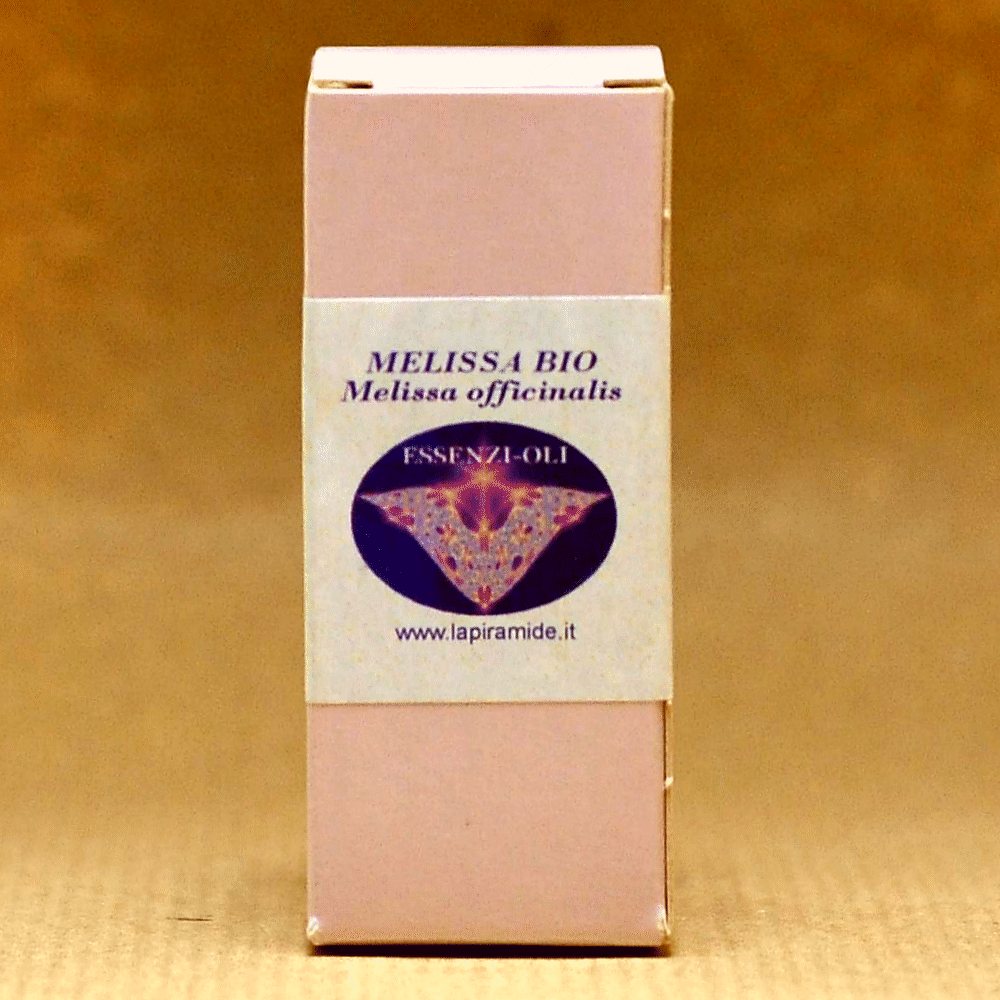 MELISSA BIO
Melissa officinalis
ESSENZI-OLI
www.lapiramide.it